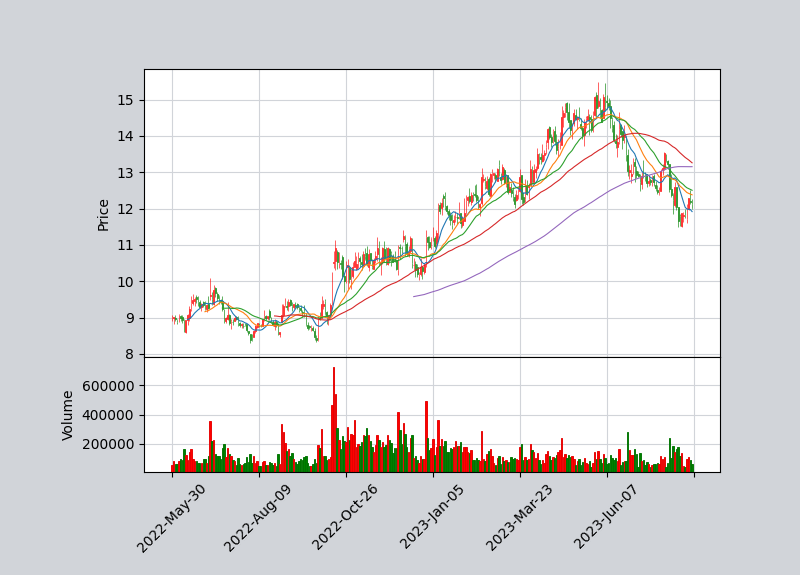 Price
15
14
13
12
11
10
9
8
Volume
600000
400000
200000
2022-May-30
2022-Aug-09
2022-Oct-26
2023-Jan-05
2023-Mar-23
2023-Jun-07